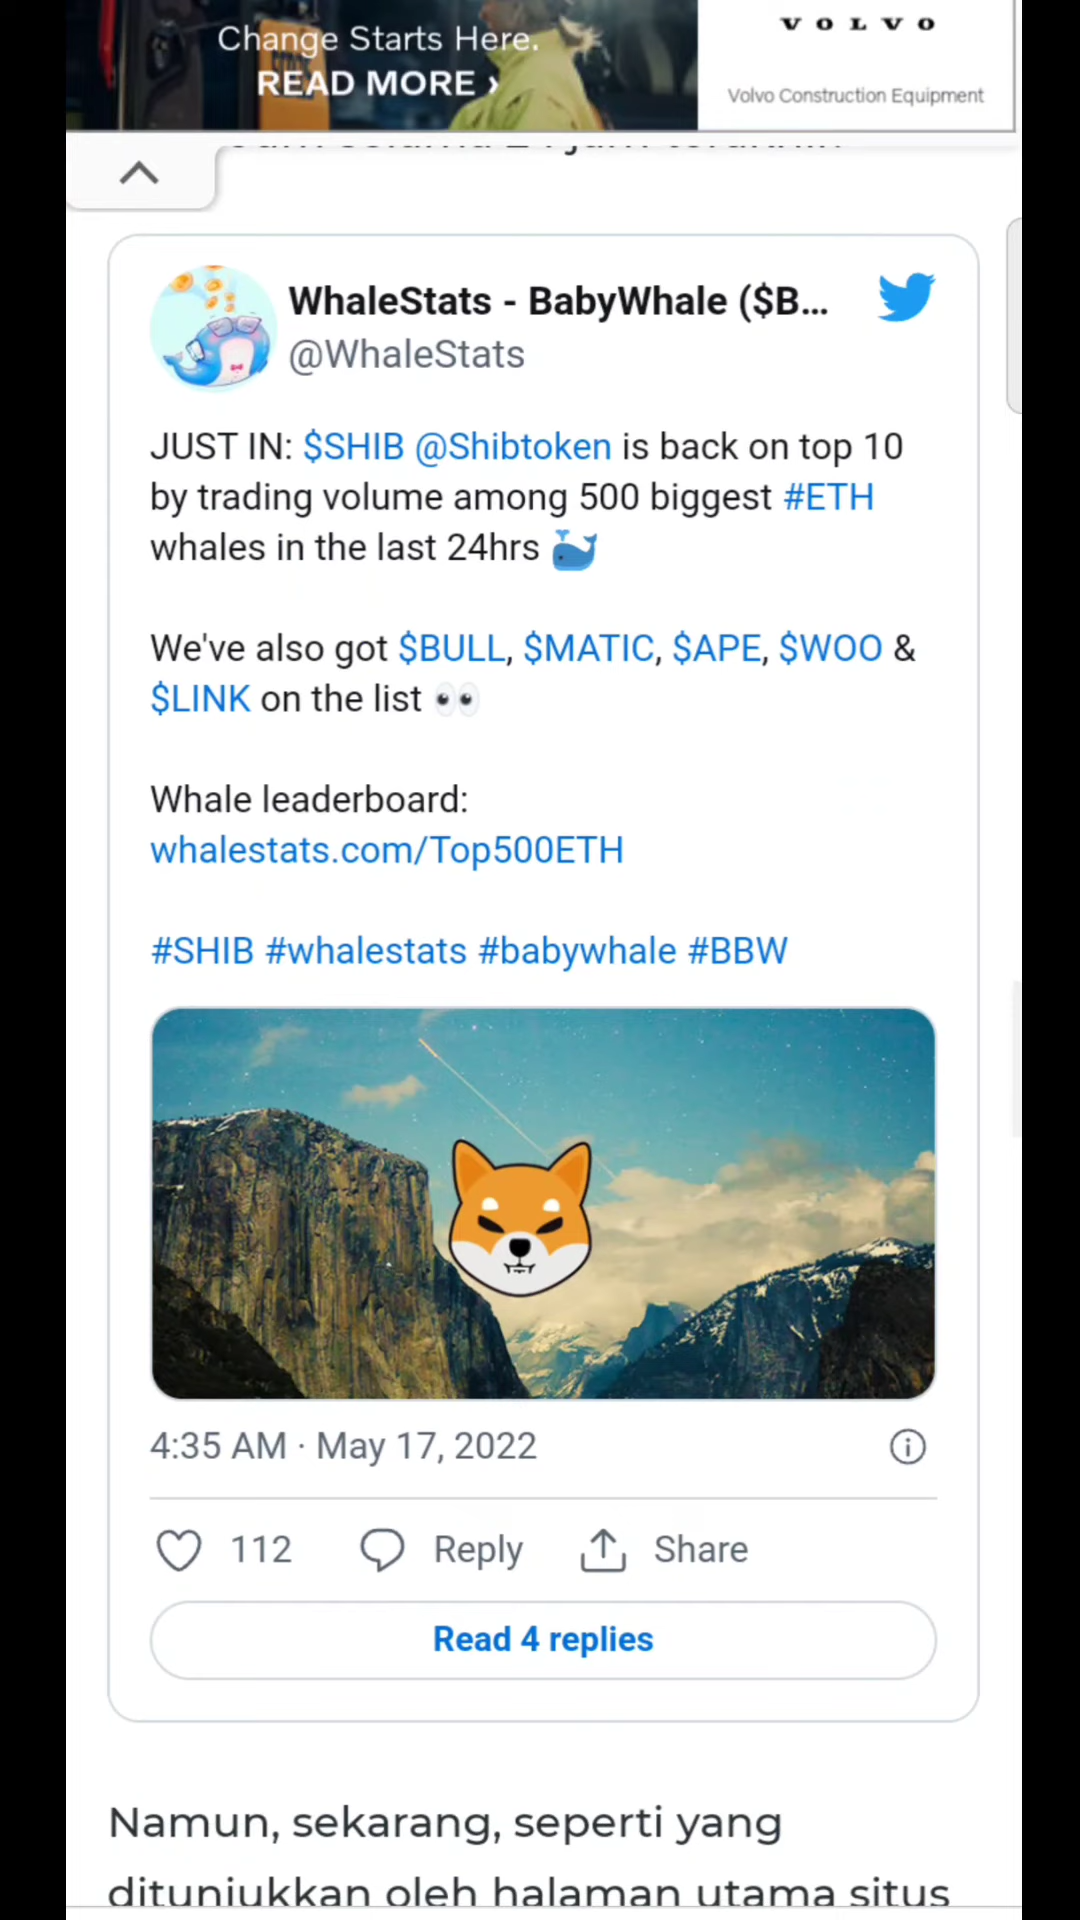 Change Starts Here.
READ MORE ›
VOLVO
Volvo Construction Equipment
WhaleStats - BabyWhale ($B...
@WhaleStats
JUST IN: $SHIB @Shibtoken is back on top 10
by trading volume among 500 biggest #ETH
whales in the last 24hrs 🐳
We've also got $BULL, $MATIC, $APE, $WOO &
$LINK on the list 👀
Whale leaderboard:
whalestats.com/Top500ETH
#SHIB #whalestats #babywhale #BBW
4:35 AM · May 17, 2022
112 Reply Share
Read 4 replies
Namun, sekarang, seperti yang
ditunjukkan oleh halaman utama situs